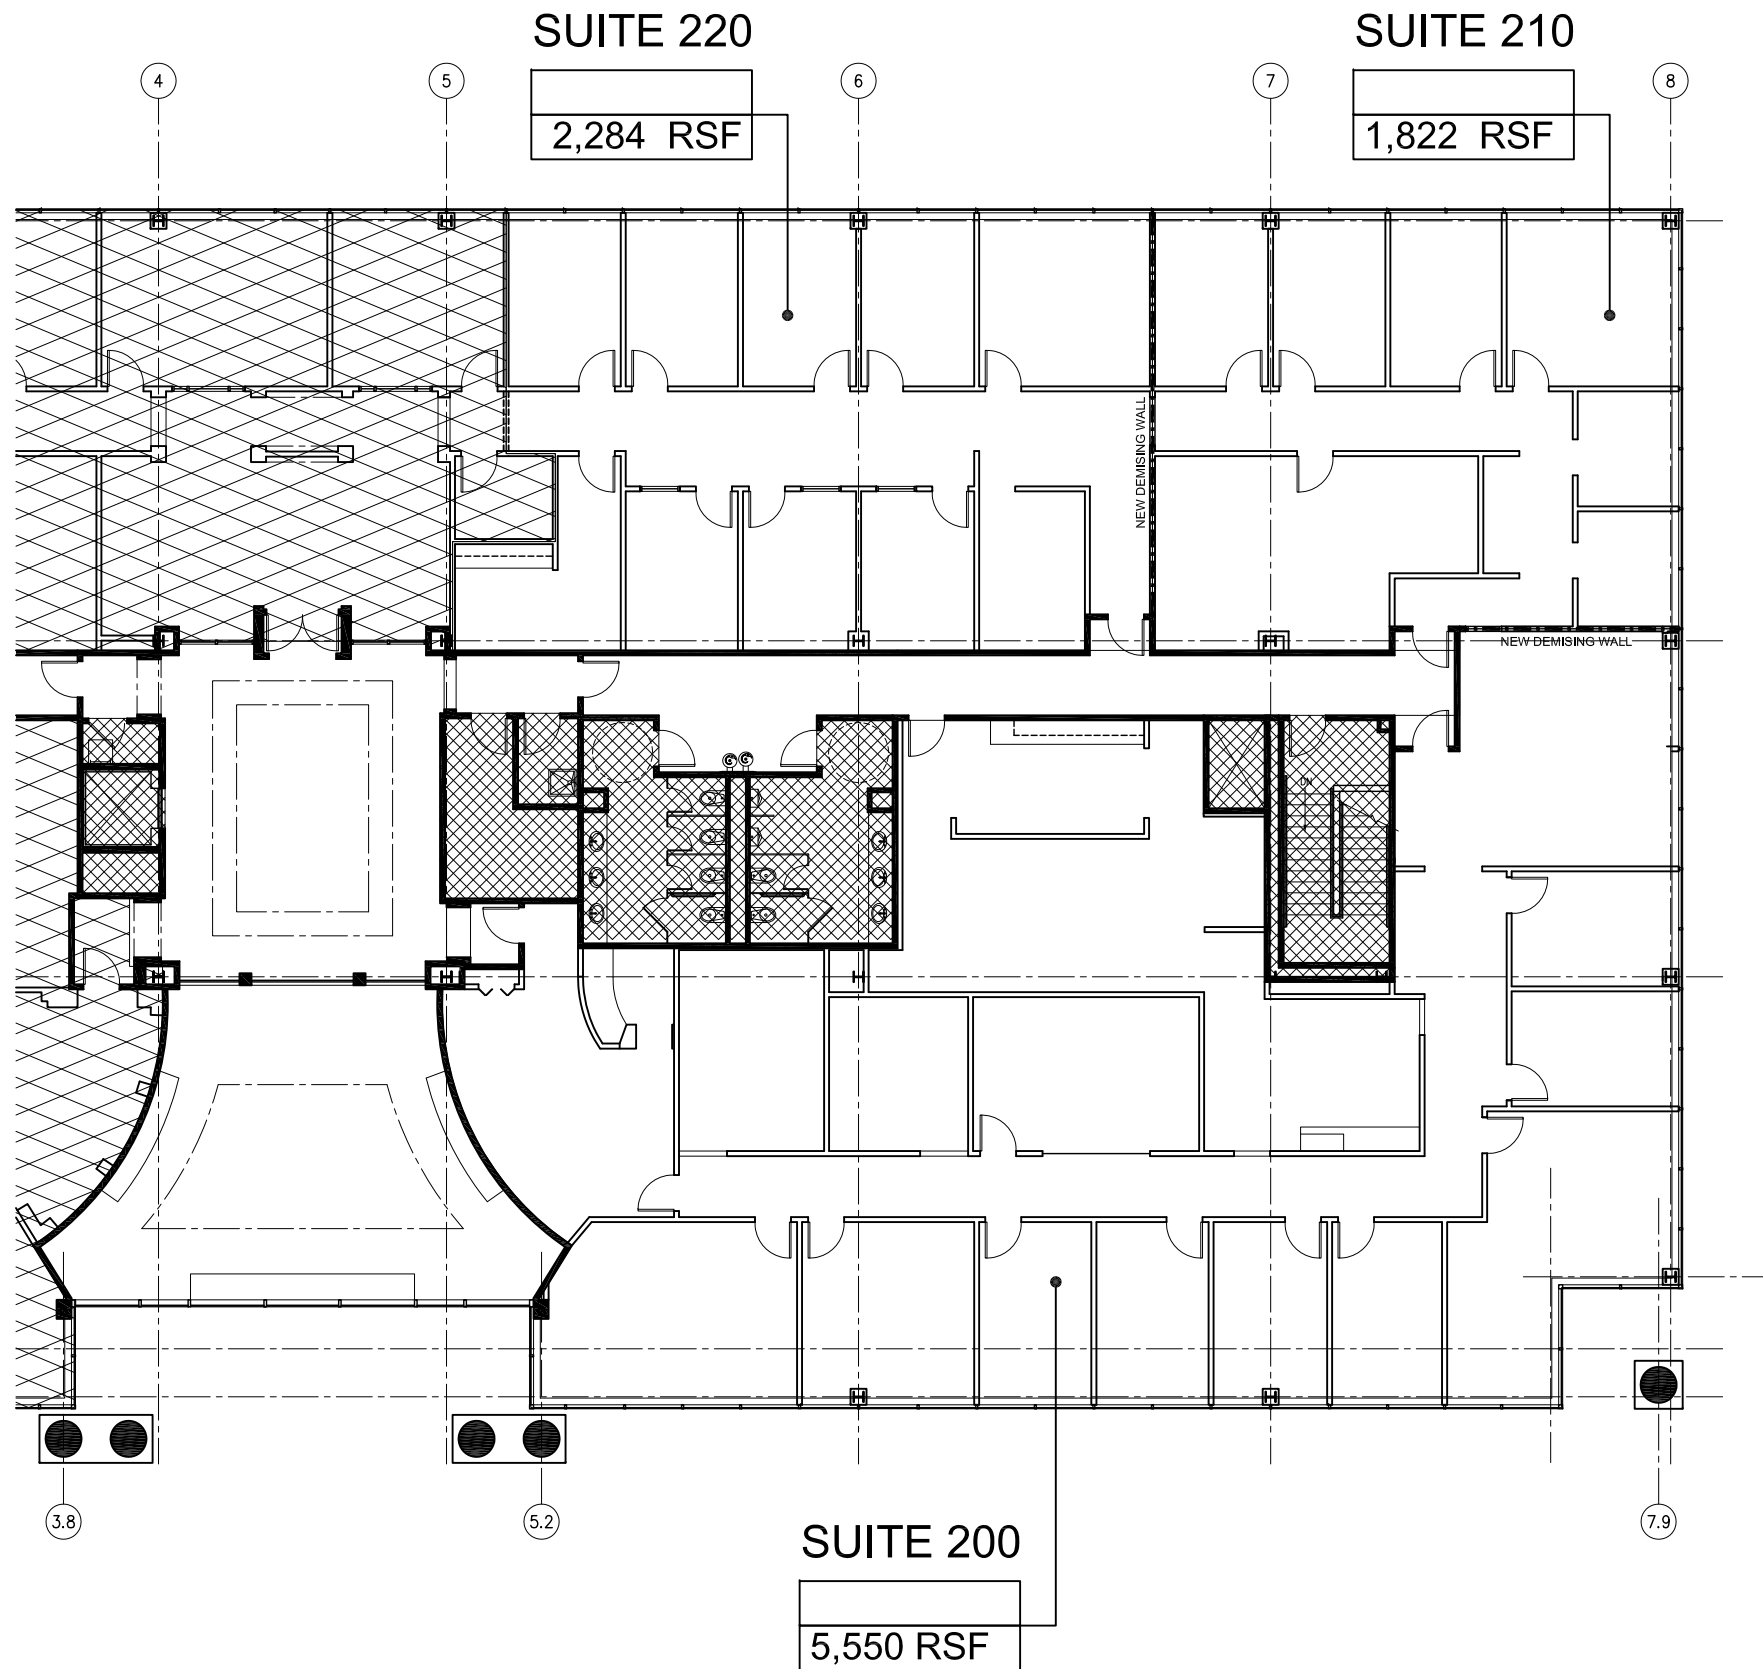 SUITE 220
SUITE 210
4
5
6
7
8
2,284 RSF
1,822 RSF
NEW DEMISING WALL
NEW DEMISING WALL
DN
3.8
5.2
7.9
SUITE 200
5,550 RSF